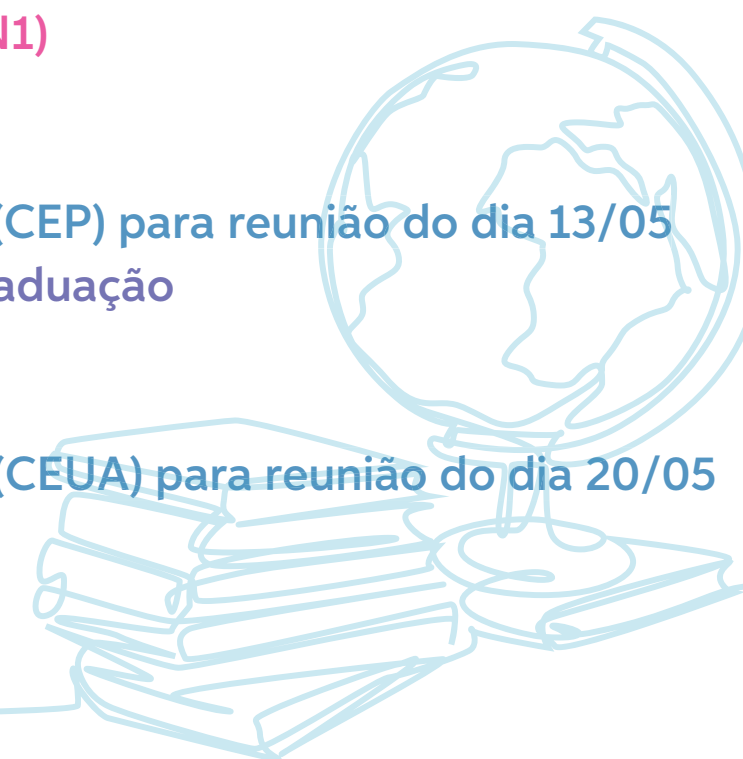 N1)
(CEP) para reunião do dia 13/05
aduação
(CEUA) para reunião do dia 20/05